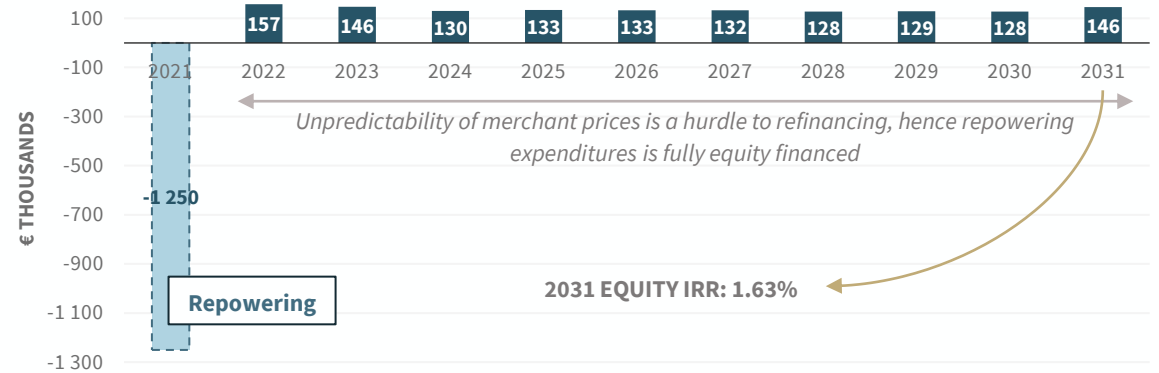 100
157 146 130 133 133 132 128 129 128 146
-100
2021 2022 2023 2024 2025 2026 2027 2028 2029 2030 2031
-300
Unpredictability of merchant prices is a hurdle to refinancing, hence repowering
expenditures is fully equity financed
-500
-1 250
-700
€ THOUSANDS
-900
2031 EQUITY IRR: 1.63%
Repowering
-1 100
-1 300